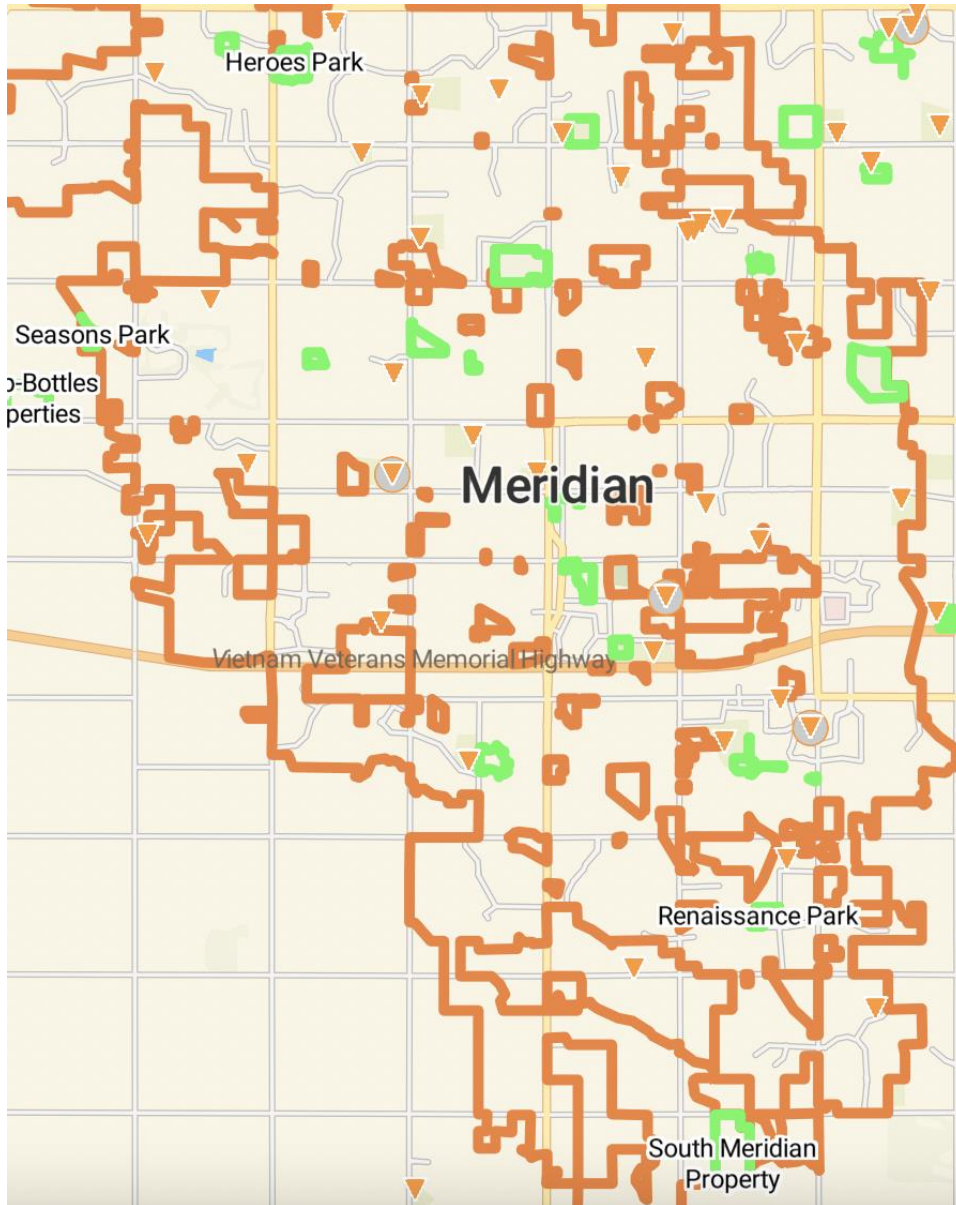 Heroes Park
Seasons Park
o-Bottles
perties
Meridian
Vietnam Veterans Memorial Highway
Renaissance Park
South Meridian
Property